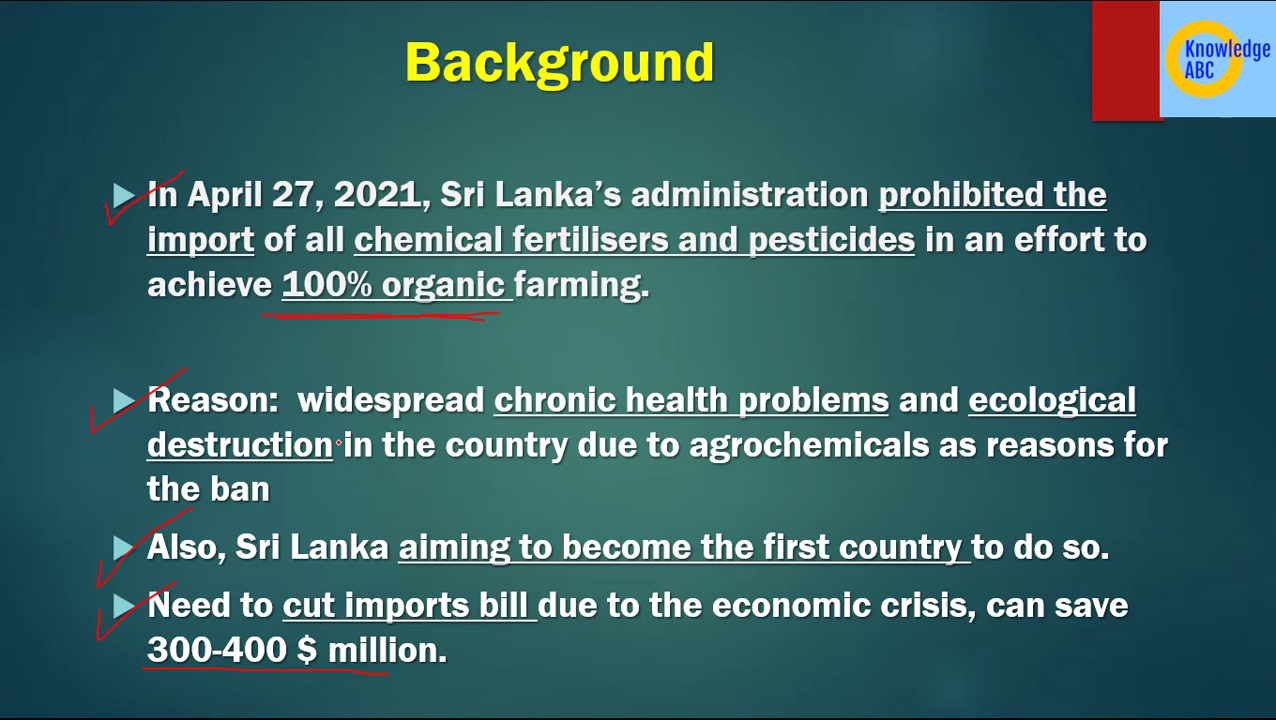 Background
Knowledge
ABC
In April 27, 2021, Sri Lanka’s administration prohibited the
import of all chemical fertilisers and pesticides in an effort to
achieve 100% organic farming.
Reason:  widespread chronic health problems and ecological
destruction in the country due to agrochemicals as reasons for
the ban
Also, Sri Lanka aiming to become the first country to do so.
Need to cut imports bill due to the economic crisis, can save
300-400 $ million.